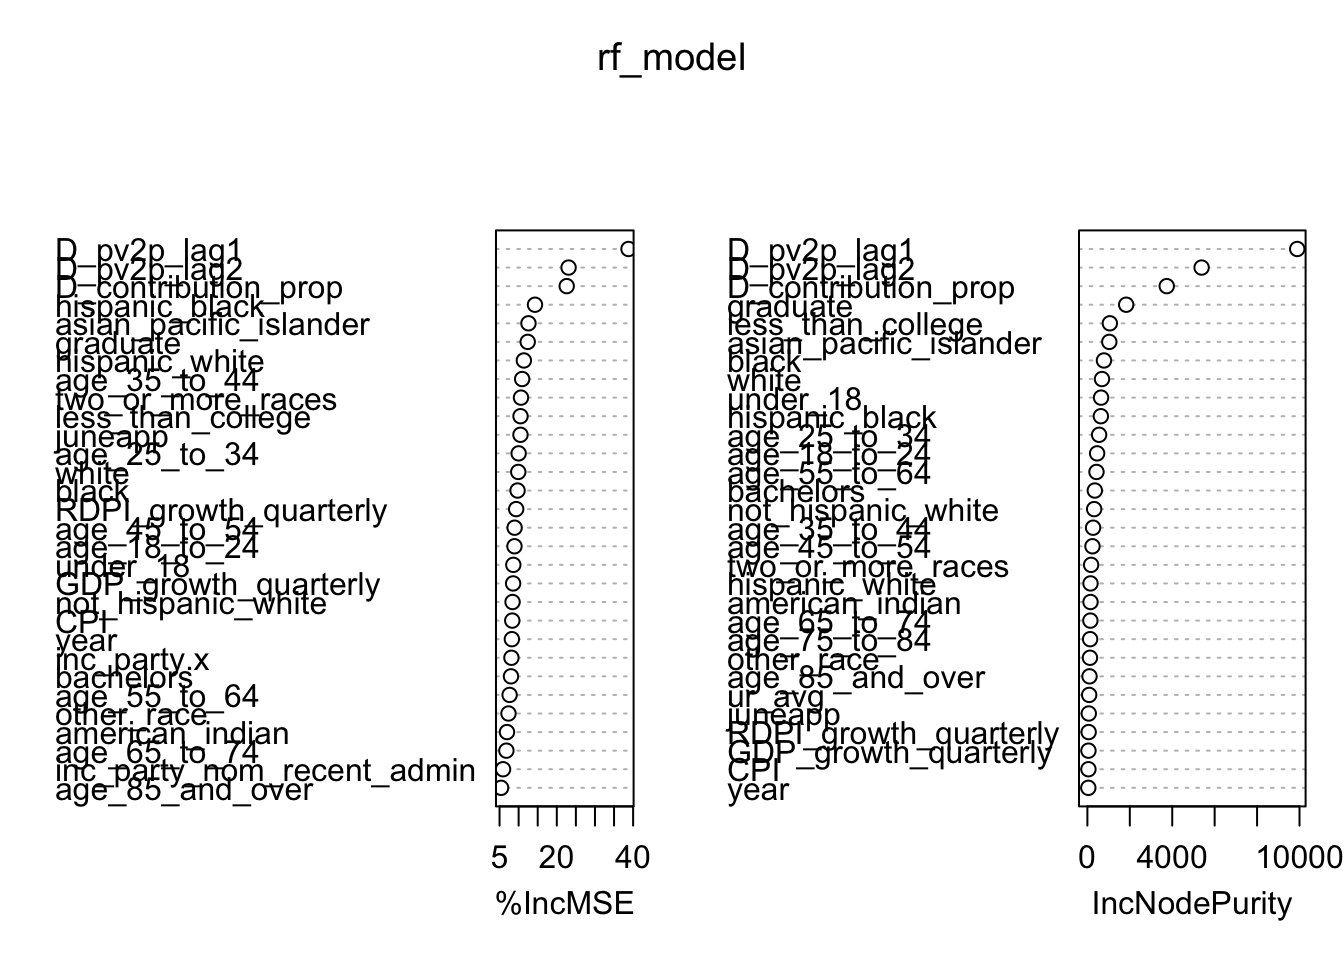 rf_model
D_pv2p_lag1
D_pv2p_lag2
D_contribution_prop
hispanic_black
asian_pacific_islander
graduate
hispanic_white
age_35_to_44
two_or_more_races
less_than_college
juneapp
age_25_to_34
white
black
RDPI_growth_quarterly
age_45_to_54
age_18_to_24
under_18
GDP_growth_quarterly
not_hispanic_white
CPI
year
inc_party.x
bachelors
age_55_to_64
other_race
american_indian
age_65_to_74
inc_party_nom_recent_admin
age_85_and_over
5 20 40
%IncMSE
D_pv2p_lag1
D_pv2p_lag2
D_contribution_prop
graduate
less_than_college
asian_pacific_islander
black
white
under_18
hispanic_black
age_25_to_34
age_18_to_24
age_55_to_64
bachelors
not_hispanic_white
age_35_to_44
age_45_to_54
two_or_more_races
hispanic_white
american_indian
age_65_to_74
age_75_to_84
other_race
age_85_and_over
ur_avg
juneapp
RDPI_growth_quarterly
GDP_growth_quarterly
CPI
year
0 4000 10000
IncNodePurity